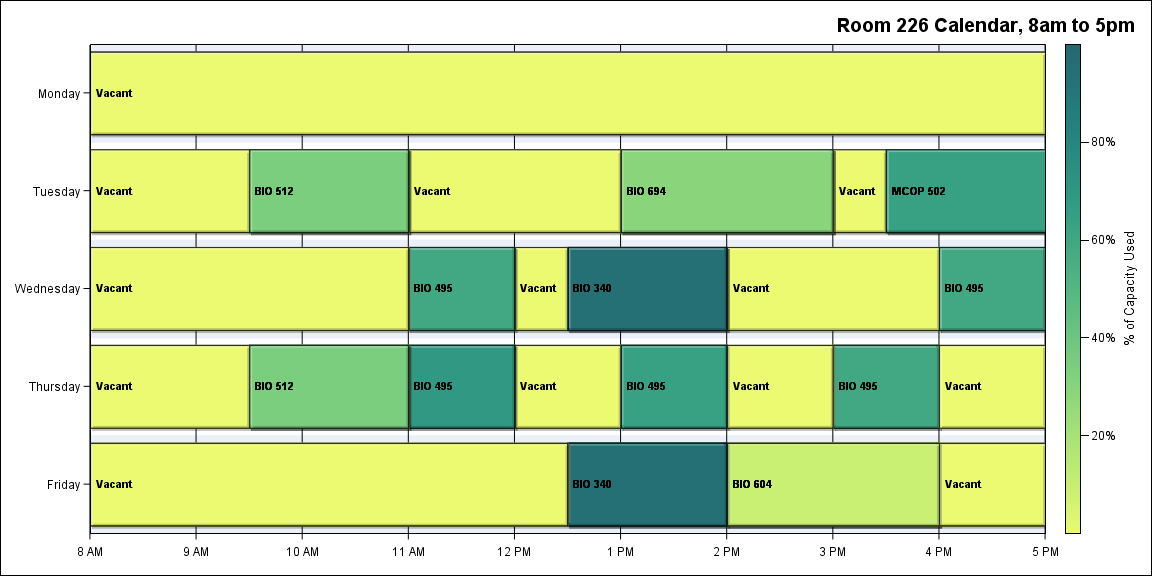 Room 226 Calendar, 8am to 5pm
Monday
Vacant
Tuesday
Vacant
BIO 512
Vacant
BIO 694
Vacant
MCOP 502
Wednesday
Vacant
BIO 495
Vacant
BIO 340
Vacant
BIO 495
Thursday
Vacant
BIO 512
BIO 495
Vacant
BIO 495
Vacant
BIO 495
Vacant
Friday
Vacant
BIO 340
BIO 604
Vacant
8 AM
9 AM
10 AM
11 AM
12 PM
1 PM
2 PM
3 PM
4 PM
5 PM
80%
60%
40%
20%
% of Capacity Used